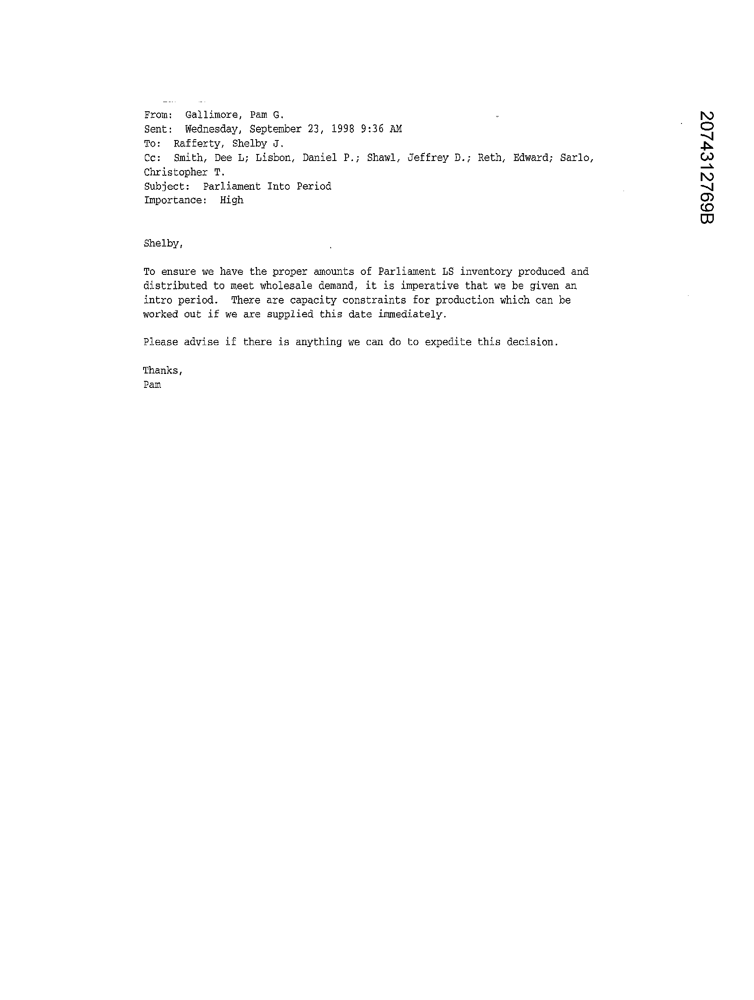 From: Gallimore, Pam G.
Sent: Wednesday, September 23, 1998 9:36 AM
To: Rafferty, Shelby J.
Cc: Smith, Dee L; Lisbon, Daniel P.; Shawl, Jeffrey D.; Reth, Edward; Sarlo,
Christopher T.
Subject: Parliament Into Period
Importance: High
Shelby,
To ensure we have the proper amounts of Parliament LS inventory produced and
distributed to meet wholesale demand, it is imperative that we be given an
intro period. There are capacity constraints for production which can be
worked out if we are supplied this date immediately.
Please advise if there is anything we can do to expedite this decision.
Thanks,
Pam
2074312769B